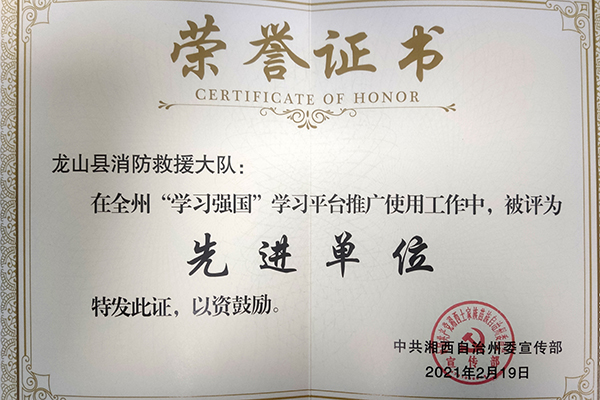 荣誉证书
CERTIFICATE OF HONOR
龙山县消防救援大队：
在全州“学习强国”学习平台推广使用工作中，被评为
先进单位
特发此证，以资鼓励。
中共湘西自治州委宣传部
2021年2月19日
宣传部